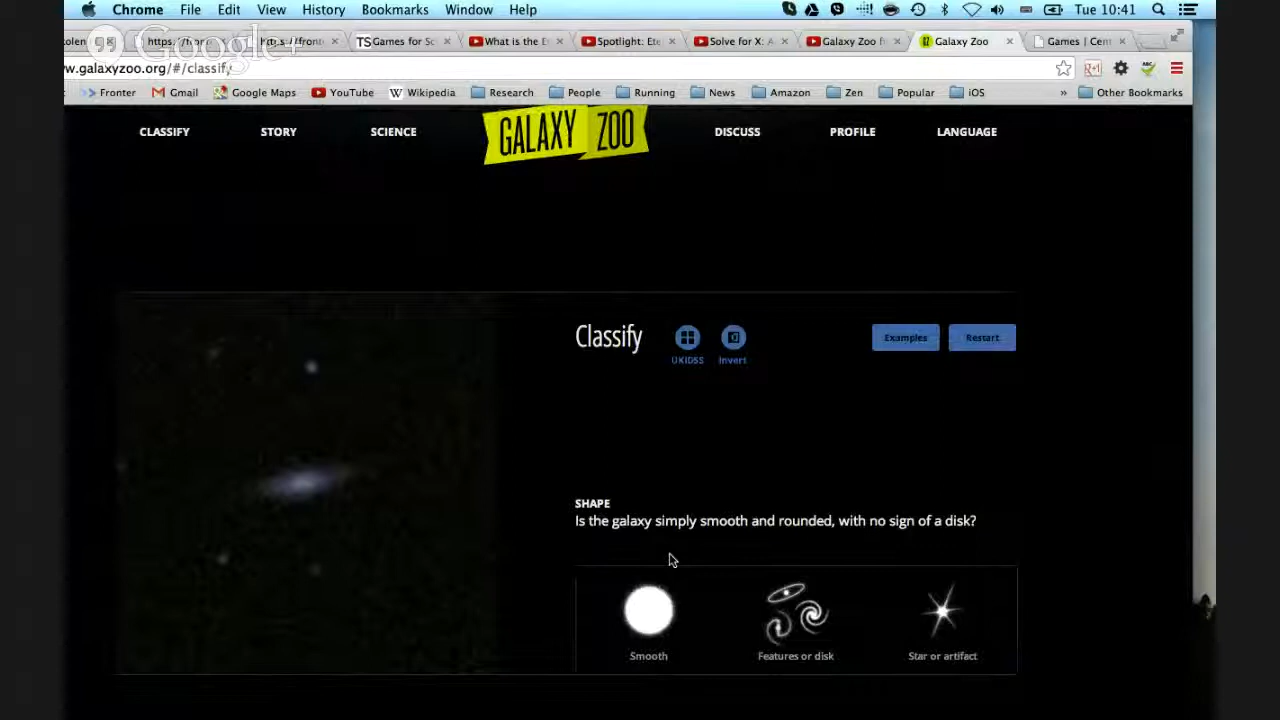 Chrome File Edit View History Bookmarks Window Help Tue 10:41
Google+
olen https://fron s://front TS Games for Sc What is the E Spotlight: Ete Solve for X: A Galaxy Zoo fr Galaxy Zoo Games | Cent
w.galaxyzoo.org/#/classify
Fronter Gmail Google Maps YouTube W Wikipedia Research People Running News Amazon Zen Popular iOS » Other Bookmarks
CLASSIFY STORY SCIENCE GALAXY ZOO DISCUSS PROFILE LANGUAGE
Classify
UKIDSS Invert
Examples Restart
SHAPE
Is the galaxy simply smooth and rounded, with no sign of a disk?
Smooth Features or disk Star or artifact